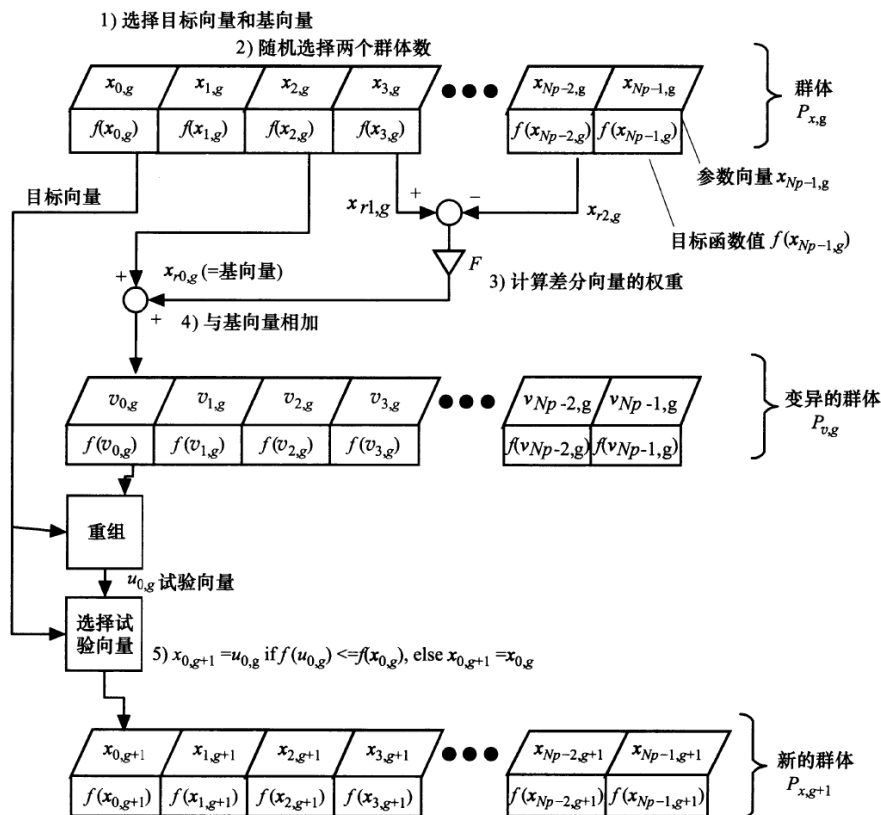 1) 选择目标向量和基向量
2) 随机选择两个群体数
x0,g x1,g x2,g x3,g ●●● xNp−2,g xNp−1,g
f(x0,g) f(x1,g) f(x2,g) f(x3,g) f(xNp−2,g) f(xNp−1,g)
群体
Px,g
参数向量 xNp−1,g
目标函数值 f(xNp−1,g)
目标向量
xr1,g + − xr2,g
F
3) 计算差分向量的权重
+ xr0,g (=基向量)
+
4) 与基向量相加
v0,g v1,g v2,g v3,g ●●● vNp-2,g vNp-1,g
f(v0,g) f(v1,g) f(v2,g) f(v3,g) f(vNp-2,g) f(vNp-1,g)
变异的群体
Pv,g
重组
u0,g 试验向量
选择试
验向量
5) x0,g+1 =u0,g if f (u0,g) <=f(x0,g), else x0,g+1 =x0,g
x0,g+1 x1,g+1 x2,g+1 x3,g+1 ●●● xNp−2,g+1 xNp−1,g+1
f(x0,g+1) f(x1,g+1) f(x2,g+1) f(x3,g+1) f(xNp−2,g+1) f(xNp−1,g+1)
新的群体
Px,g+1